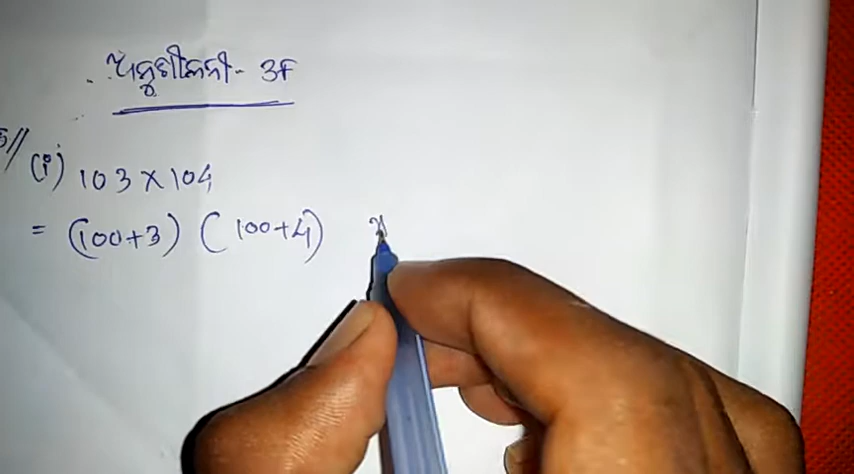 ଅନୁଶୀଳନୀ- 3F
5// (i) 103 x 104
= (100+3) (100+4) x